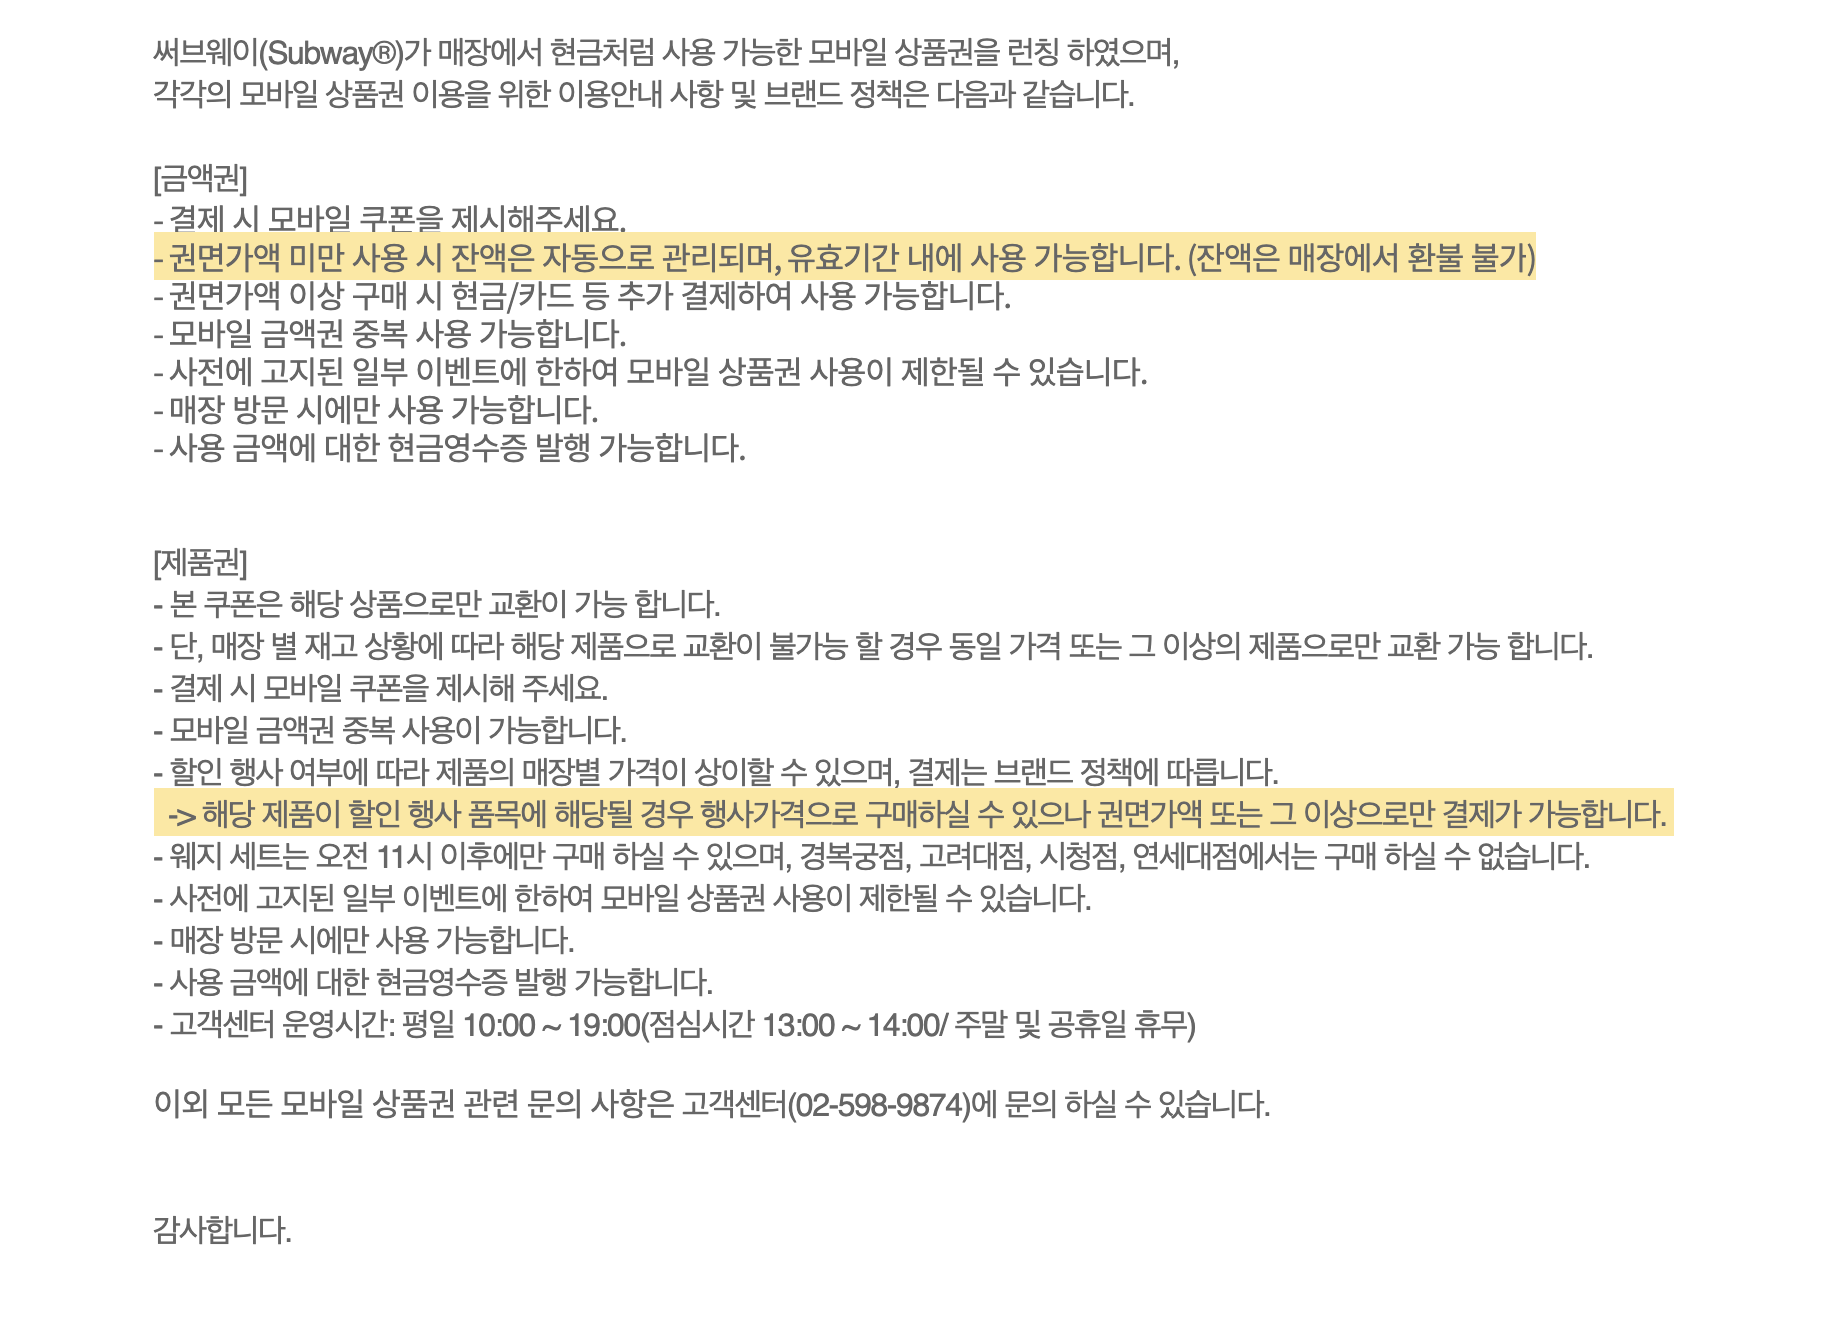 써브웨이(Subway®)가 매장에서 현금처럼 사용 가능한 모바일 상품권을 런칭 하였으며,
각각의 모바일 상품권 이용을 위한 이용안내 사항 및 브랜드 정책은 다음과 같습니다.
[금액권]
- 결제 시 모바일 쿠폰을 제시해주세요.
- 권면가액 미만 사용 시 잔액은 자동으로 관리되며, 유효기간 내에 사용 가능합니다. (잔액은 매장에서 환불 불가)
- 권면가액 이상 구매 시 현금/카드 등 추가 결제하여 사용 가능합니다.
- 모바일 금액권 중복 사용 가능합니다.
- 사전에 고지된 일부 이벤트에 한하여 모바일 상품권 사용이 제한될 수 있습니다.
- 매장 방문 시에만 사용 가능합니다.
- 사용 금액에 대한 현금영수증 발행 가능합니다.
[제품권]
- 본 쿠폰은 해당 상품으로만 교환이 가능 합니다.
- 단, 매장 별 재고 상황에 따라 해당 제품으로 교환이 불가능 할 경우 동일 가격 또는 그 이상의 제품으로만 교환 가능 합니다.
- 결제 시 모바일 쿠폰을 제시해 주세요.
- 모바일 금액권 중복 사용이 가능합니다.
- 할인 행사 여부에 따라 제품의 매장별 가격이 상이할 수 있으며, 결제는 브랜드 정책에 따릅니다.
-> 해당 제품이 할인 행사 품목에 해당될 경우 행사가격으로 구매하실 수 있으나 권면가액 또는 그 이상으로만 결제가 가능합니다.
- 웨지 세트는 오전 11시 이후에만 구매 하실 수 있으며, 경복궁점, 고려대점, 시청점, 연세대점에서는 구매 하실 수 없습니다.
- 사전에 고지된 일부 이벤트에 한하여 모바일 상품권 사용이 제한될 수 있습니다.
- 매장 방문 시에만 사용 가능합니다.
- 사용 금액에 대한 현금영수증 발행 가능합니다.
- 고객센터 운영시간: 평일 10:00 ~ 19:00(점심시간 13:00 ~ 14:00/ 주말 및 공휴일 휴무)
이외 모든 모바일 상품권 관련 문의 사항은 고객센터(02-598-9874)에 문의 하실 수 있습니다.
감사합니다.